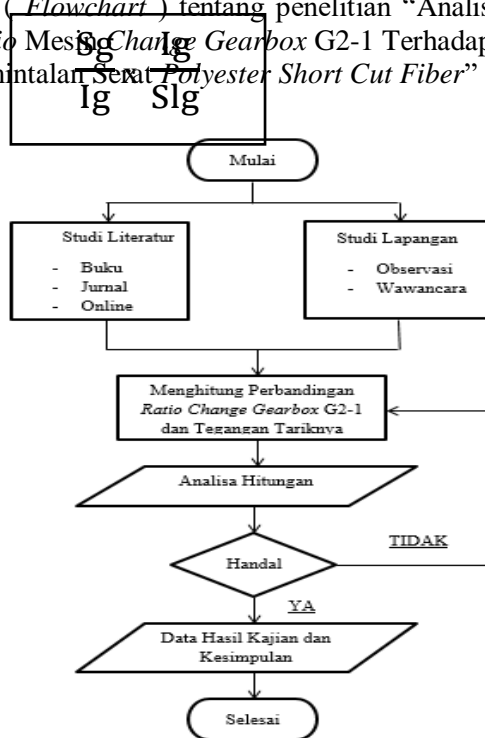 ( Flowchart ) tentang penelitian “Analis
Mesin Change Gearbox G2-1 Terhadap
Serat Polyester Short Cut Fiber”
Sg Ig
x
Ig Slg
Mulai
Studi Literatur
- Buku
- Jurnal
- Online
Studi Lapangan
- Observasi
- Wawancara
Menghitung Perbandingan
Ratio Change Gearbox G2-1
dan Tegangan Tariknya
Analisa Hitungan
Handal
TIDAK
YA
Data Hasil Kajian dan
Kesimpulan
Selesai